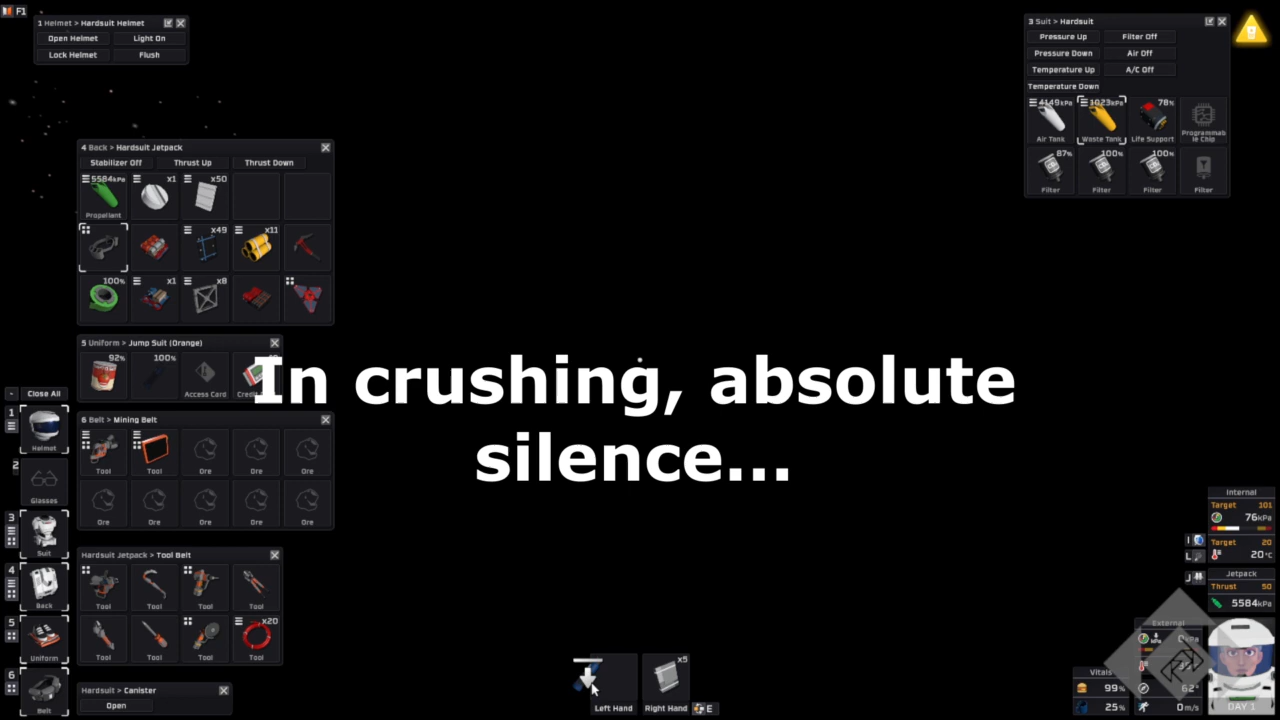 F1
1 Helmet > Hardsuit Helmet
Open Helmet
Light On
Lock Helmet
Flush
3 Suit > Hardsuit
Pressure Up
Filter Off
Pressure Down
Air Off
Temperature Up
A/C Off
Temperature Down
4149kPa
1023kPa
78%
Air Tank
Waste Tank
Life Support
Programmab
le Chip
87%
100%
100%
Filter
Filter
Filter
Filter
4 Back > Hardsuit Jetpack
Stabilizer Off
Thrust Up
Thrust Down
5584kPa
x1
x50
Propellent
x49
x11
100%
x1
x8
5 Uniform > Jump Suit (Orange)
92%
100%
Access Card
In crushing, absolute
silence...
6 Belt > Mining Belt
Tool
Tool
Ore
Ore
Ore
Ore
Ore
Ore
Ore
Ore
Hardsuit Jetpack > Tool Belt
Tool
Tool
Tool
Tool
x20
Tool
Tool
Tool
Tool
Hardsuit > Canister
Open
- Close All
1
Helmet
2
Glasses
3
Suit
4
Back
5
Uniform
6
Belt
Left Hand
x5
Right Hand
E
Internal
Target 101
76kPa
Target 20
20°C
I
L
J
Jetpack
Thrust 50
5584kPa
External
0kPa
Vitals
99%
62°
25%
0m/s
DAY 1